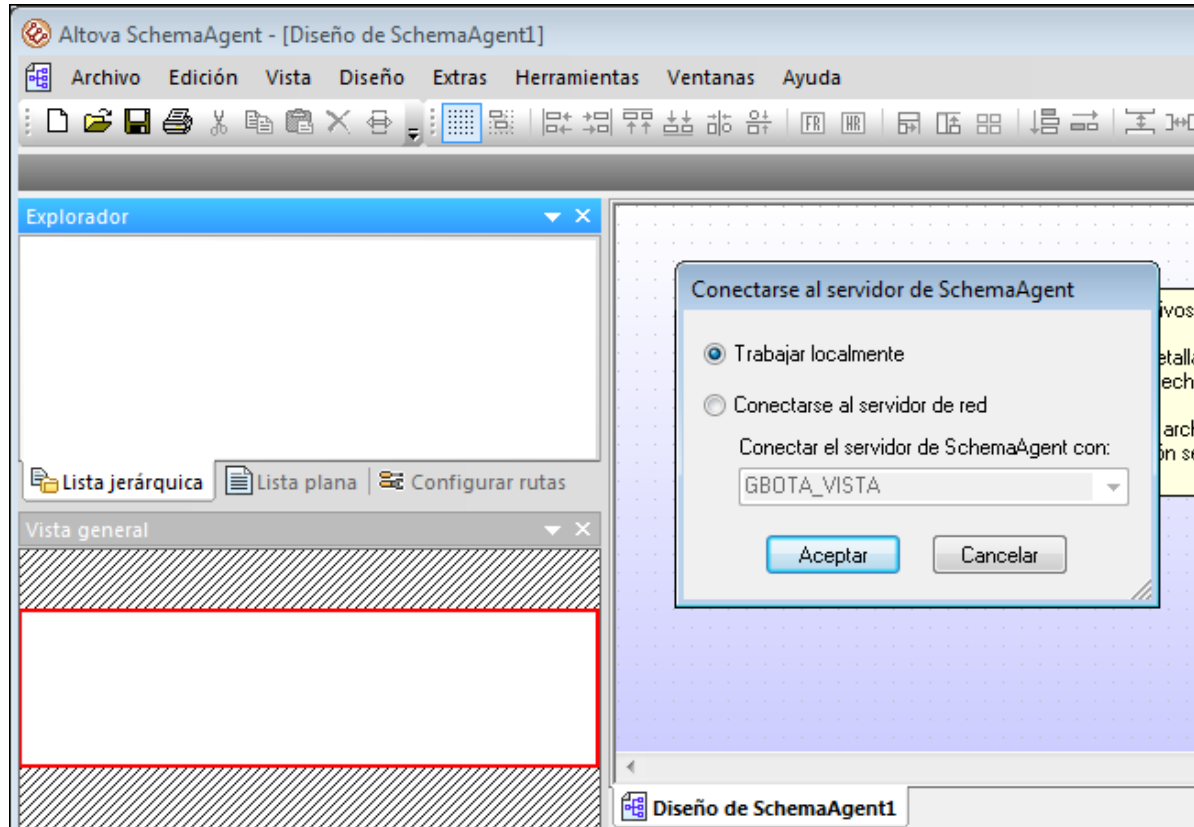 Altova SchemaAgent - [Diseño de SchemaAgent1]
Archivo Edición Vista Diseño Extras Herramientas Ventanas Ayuda
FR HR
Explorador
Lista jerárquica Lista plana Configurar rutas
Vista general
Conectarse al servidor de SchemaAgent
Trabajar localmente
Conectarse al servidor de red
Conectar el servidor de SchemaAgent con:
GBOTA_VISTA
Aceptar Cancelar
Diseño de SchemaAgent1